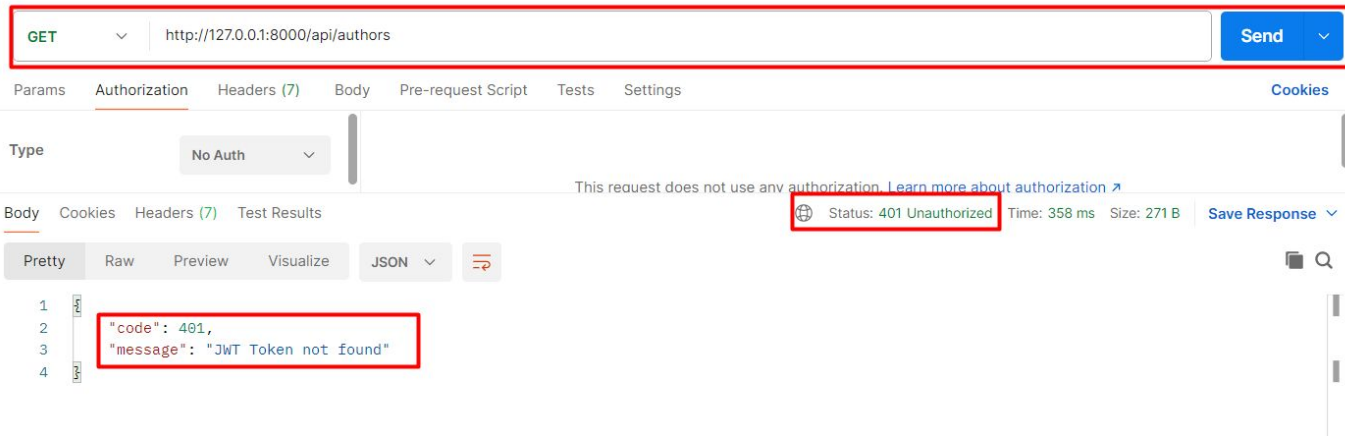 GET http://127.0.0.1:8000/api/authors Send
Params Authorization Headers (7) Body Pre-request Script Tests Settings Cookies
Type No Auth
This request does not use any authorization. Learn more about authorization ↗
Body Cookies Headers (7) Test Results Status: 401 Unauthorized Time: 358 ms Size: 271 B Save Response
Pretty Raw Preview Visualize JSON
1 {
2 "code": 401,
3 "message": "JWT Token not found"
4 }